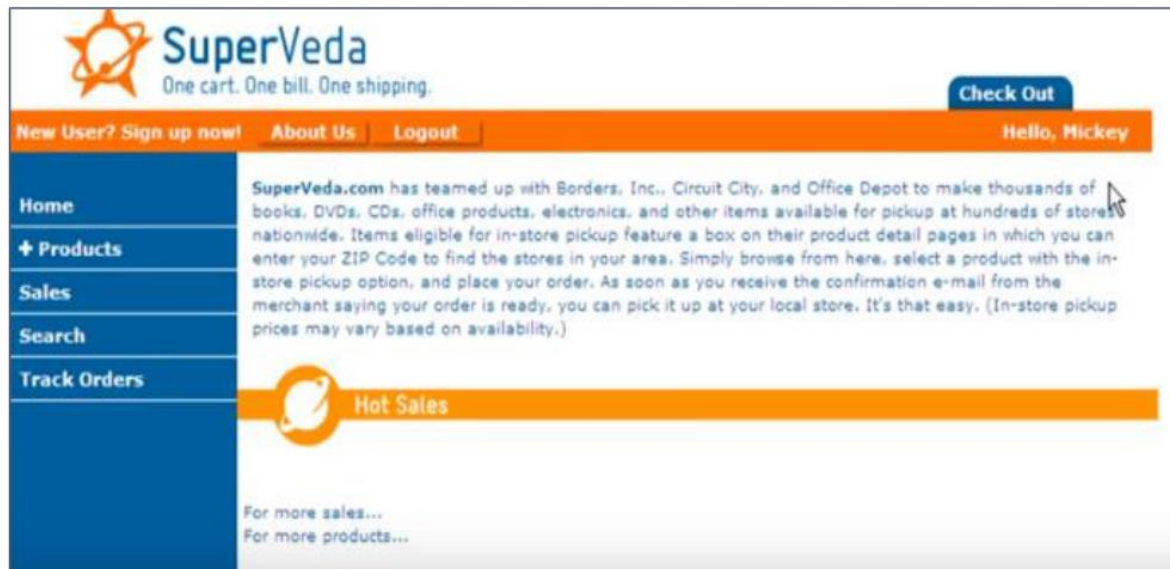 SuperVeda
One cart. One bill. One shipping.
Check Out
New User? Sign up now! About Us Logout Hello, Mickey
Home
+ Products
Sales
Search
Track Orders
SuperVeda.com has teamed up with Borders, Inc., Circuit City, and Office Depot to make thousands of
books, DVDs, CDs, office products, electronics, and other items available for pickup at hundreds of stores
nationwide. Items eligible for in-store pickup feature a box on their product detail pages in which you can
enter your ZIP Code to find the stores in your area. Simply browse from here, select a product with the in-
store pickup option, and place your order. As soon as you receive the confirmation e-mail from the
merchant saying your order is ready, you can pick it up at your local store. It's that easy. (In-store pickup
prices may vary based on availability.)
Hot Sales
For more sales...
For more products...